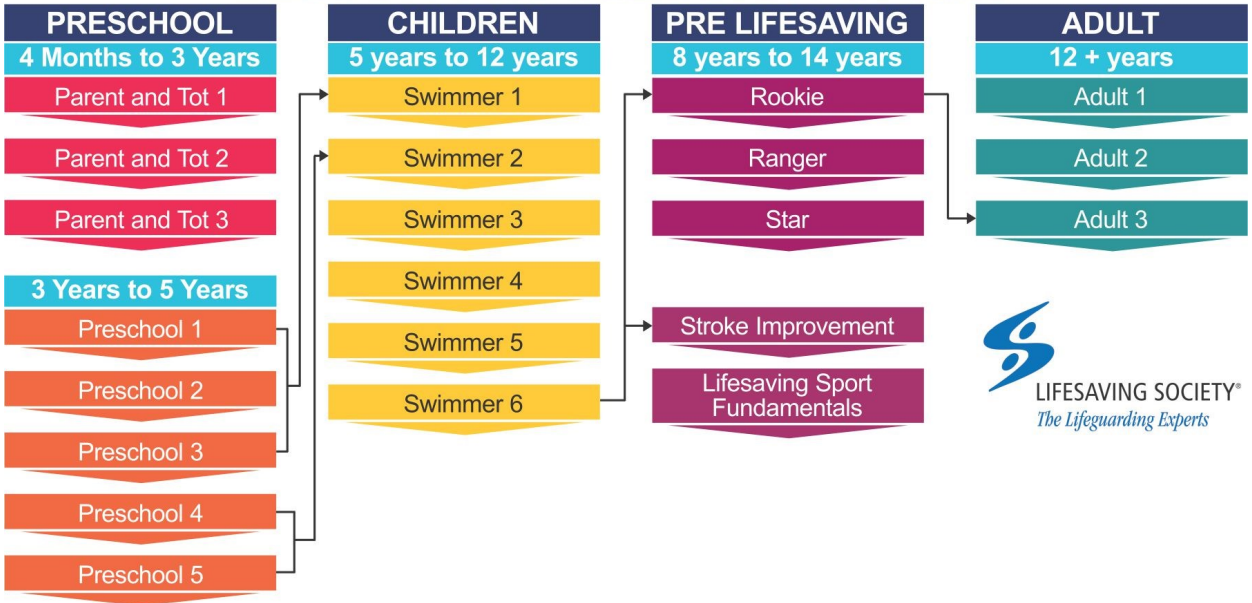 PRESCHOOL
4 Months to 3 Years
Parent and Tot 1
Parent and Tot 2
Parent and Tot 3
3 Years to 5 Years
Preschool 1
Preschool 2
Preschool 3
Preschool 4
Preschool 5
CHILDREN
5 years to 12 years
Swimmer 1
Swimmer 2
Swimmer 3
Swimmer 4
Swimmer 5
Swimmer 6
PRE LIFESAVING
8 years to 14 years
Rookie
Ranger
Star
Stroke Improvement
Lifesaving Sport
Fundamentals
ADULT
12 + years
Adult 1
Adult 2
Adult 3
LIFESAVING SOCIETY®
The Lifeguarding Experts